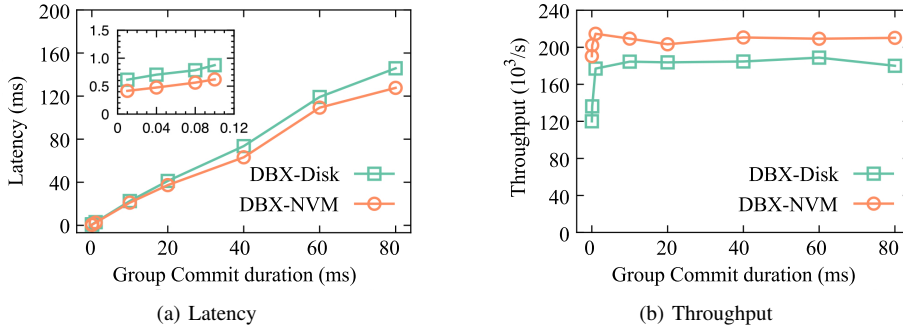 200
160
120
80
40
0
Latency (ms)
1.5
1.0
0.5
0
0 0.04 0.08 0.12
DBX-Disk
DBX-NVM
0 20 40 60 80
Group Commit duration (ms)
(a) Latency
240
200
160
120
80
40
0
Throughput (10³/s)
DBX-Disk
DBX-NVM
0 20 40 60 80
Group Commit duration (ms)
(b) Throughput